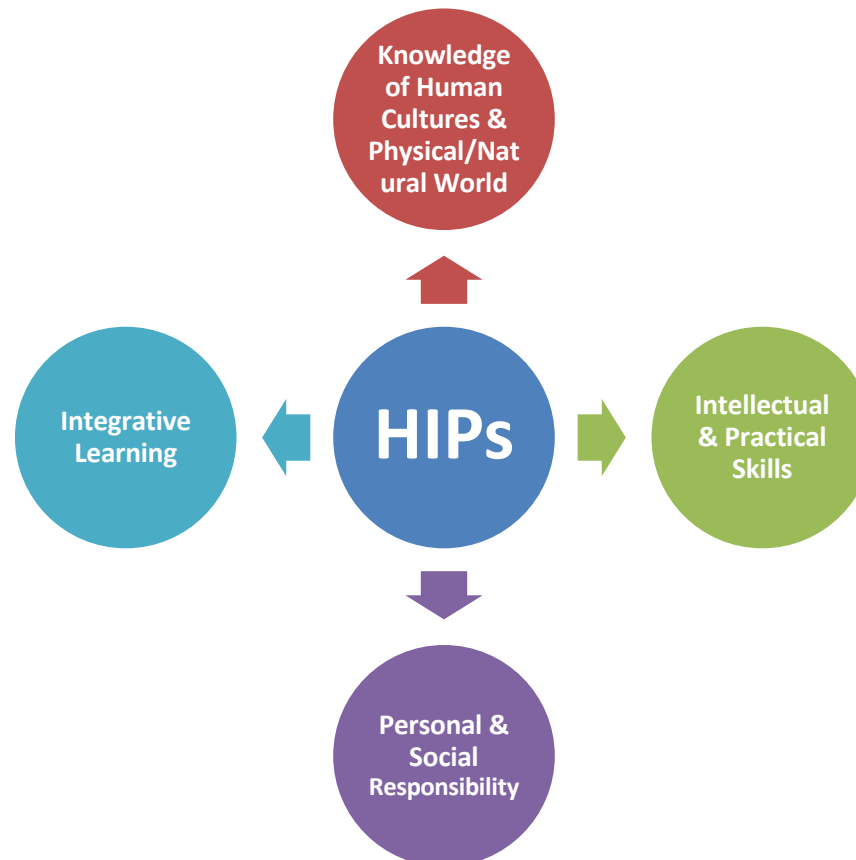 Knowledge
of Human
Cultures &
Physical/Nat
ural World
Integrative
Learning
HIPs
Intellectual
& Practical
Skills
Personal &
Social
Responsibility